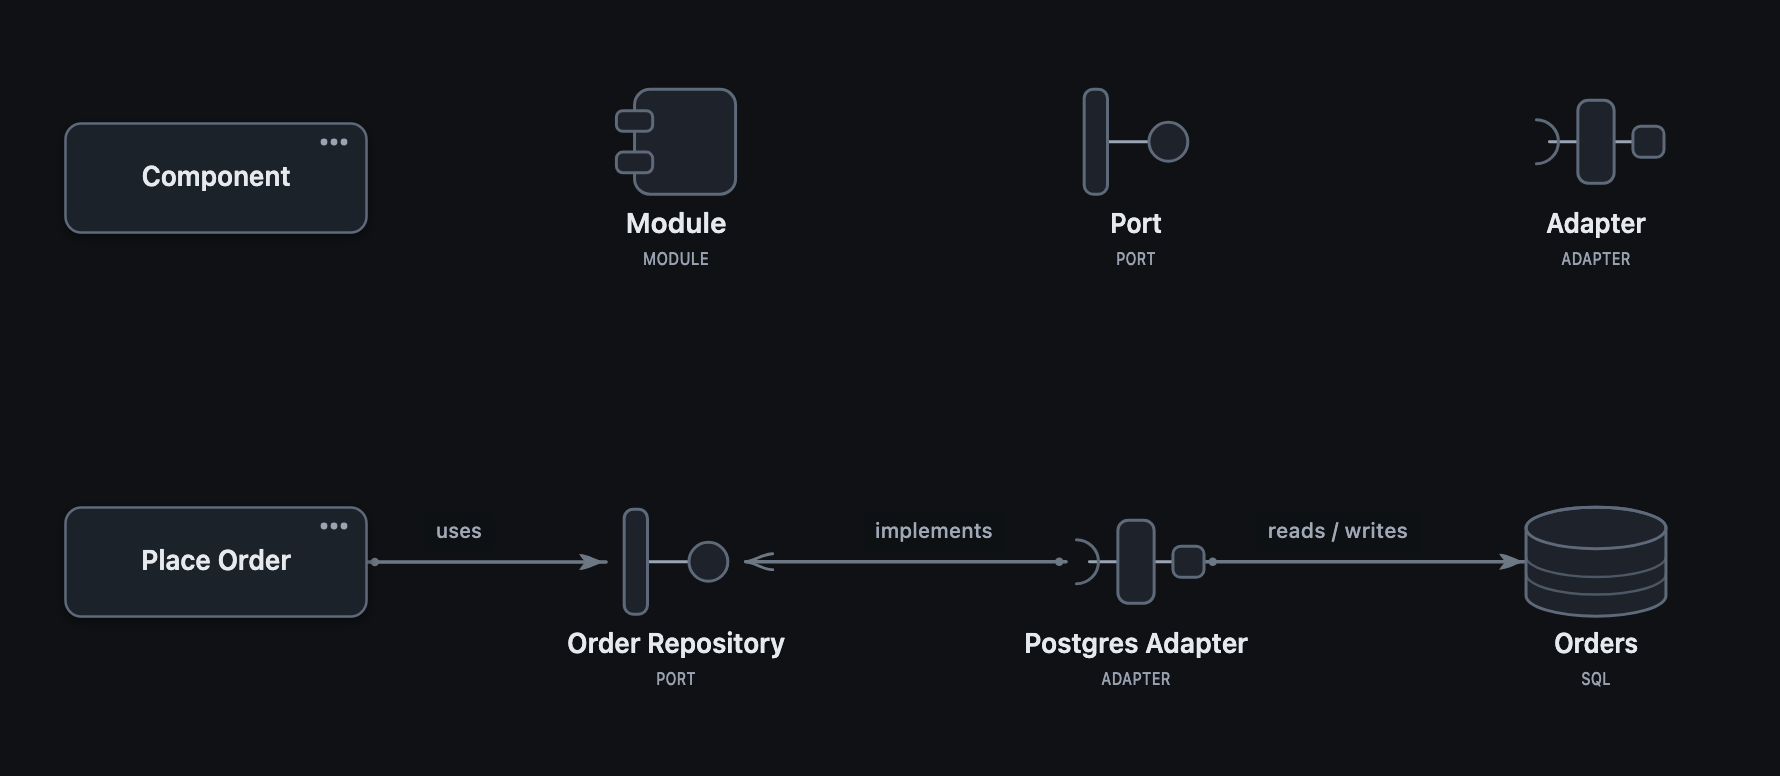 Component
Module
MODULE
Port
PORT
Adapter
ADAPTER
Place Order
uses
Order Repository
PORT
implements
Postgres Adapter
ADAPTER
reads / writes
Orders
SQL